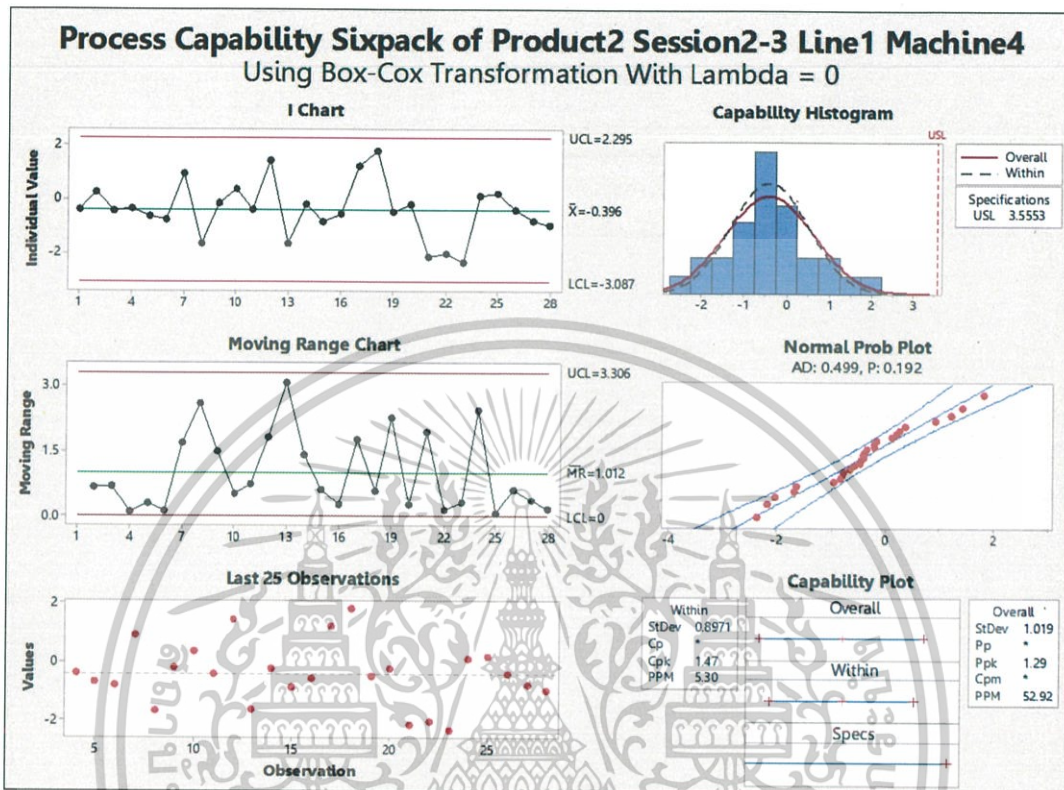 Process Capability Sixpack of Product2 Session2-3 Line1 Machine4
Using Box-Cox Transformation With Lambda = 0
I Chart
Individual Value
2
0
-2
UCL=2.295
X̄=-0.396
LCL=-3.087
1 4 7 10 13 16 19 22 25 28
Capability Histogram
USL
Overall
Within
Specifications
USL 3.5553
-2 -1 0 1 2 3
Moving Range Chart
Moving Range
3.0
1.5
0.0
UCL=3.306
M̄R̄=1.012
LCL=0
1 4 7 10 13 16 19 22 25 28
Normal Prob Plot
AD: 0.499, P: 0.192
-4 -2 0 2
Last 25 Observations
Values
2
0
-2
5 10 15 20 25
Observation
Capability Plot
Within
StDev 0.8971
Cp *
Cpk 1.47
PPM 5.30
Overall
Within
Specs
Overall
StDev 1.019
Pp *
Ppk 1.29
Cpm *
PPM 52.92